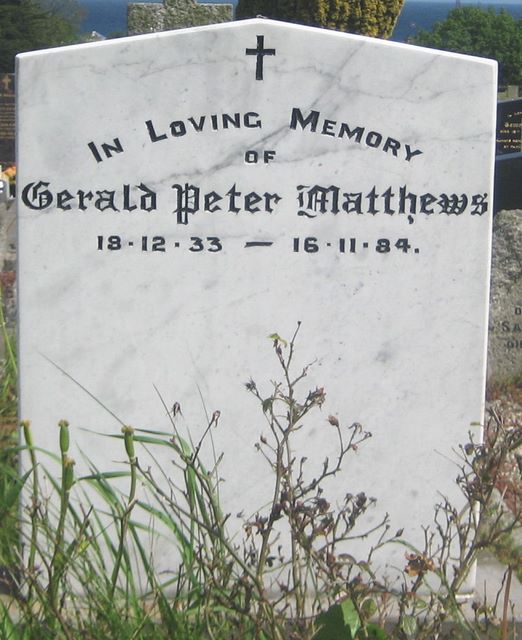 In Loving Memory
of
Gerald Peter Matthews
18·12·33 — 16·11·84.